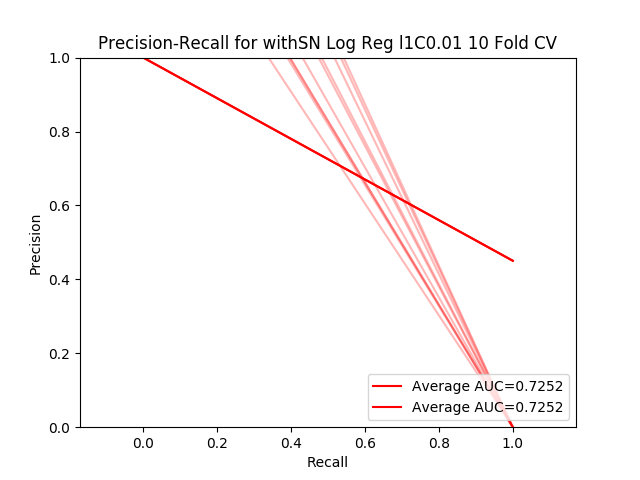 Precision-Recall for withSN Log Reg l1C0.01 10 Fold CV
1.0
0.8
0.6
0.4
0.2
0.0
Precision
Average AUC=0.7252
Average AUC=0.7252
0.0 0.2 0.4 0.6 0.8 1.0
Recall